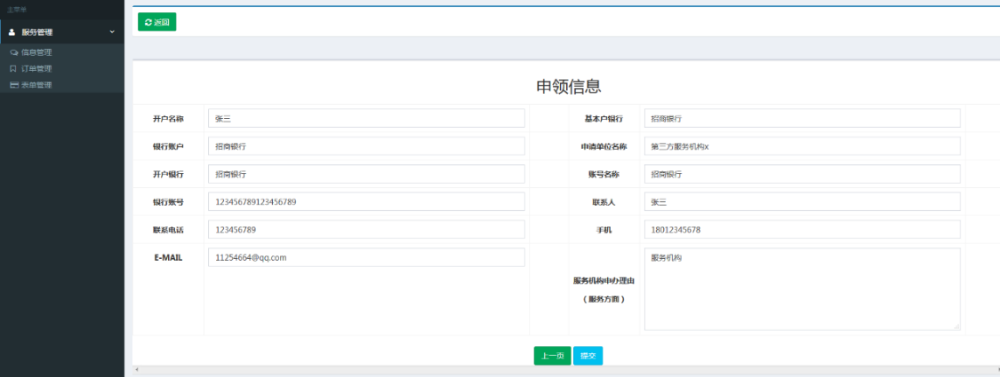 主菜单
服务管理
信息管理
订单管理
表单管理
返回
申领信息
开户名称 张三 基本户银行 招商银行
银行账户 招商银行 申请单位名称 第三方服务机构x
开户银行 招商银行 账号名称 招商银行
银行账号 123456789123456789 联系人 张三
联系电话 123456789 手机 18012345678
E-MAIL 11254664@qq.com 服务机构
服务机构申办理由
（服务方面）
上一页 提交